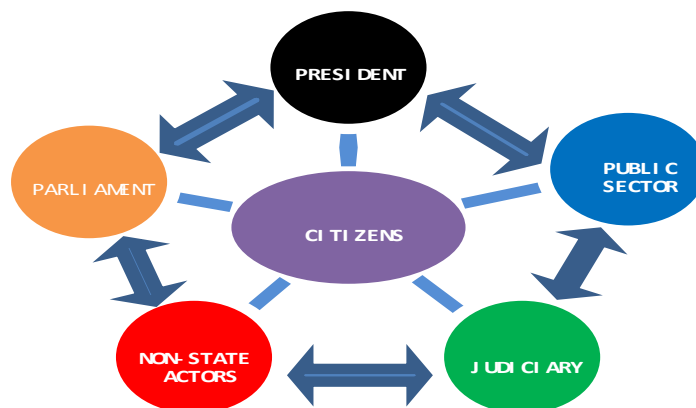 PRESIDENT
PARLIAMENT
PUBLIC
SECTOR
CITIZENS
NON-STATE
ACTORS
JUDICIARY